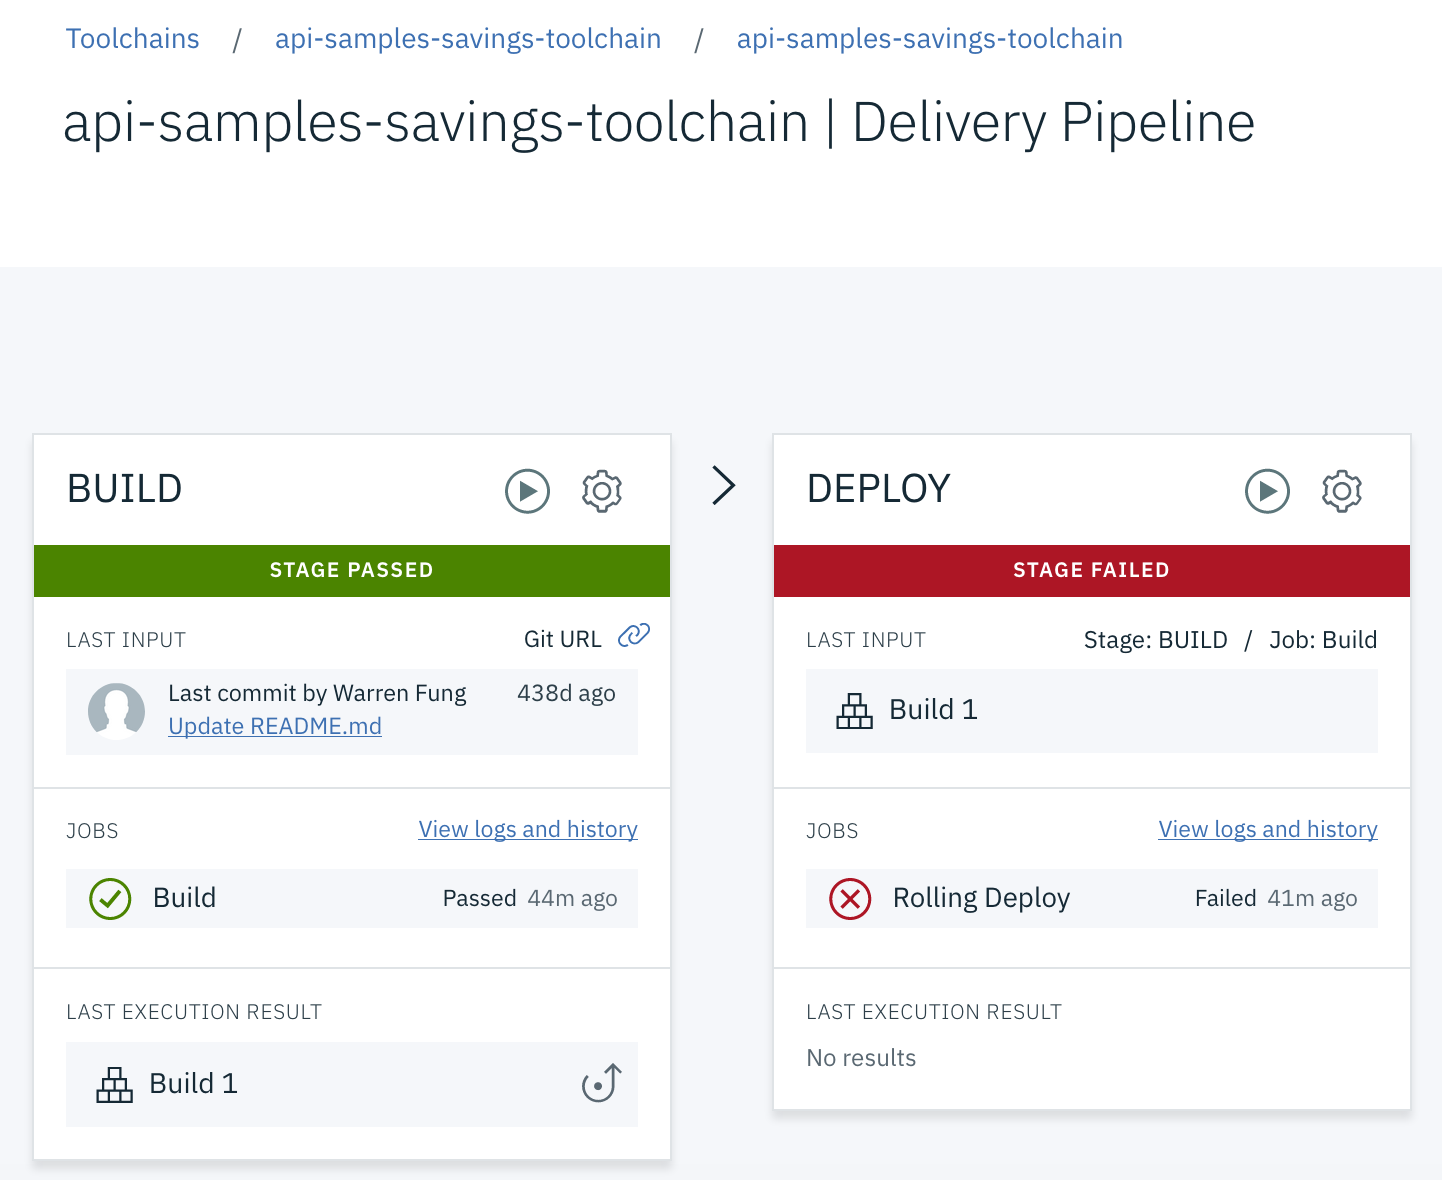 Toolchains / api-samples-savings-toolchain / api-samples-savings-toolchain
api-samples-savings-toolchain | Delivery Pipeline
BUILD
STAGE PASSED
LAST INPUT Git URL
Last commit by Warren Fung 438d ago
Update README.md
JOBS View logs and history
Build Passed 44m ago
LAST EXECUTION RESULT
Build 1
DEPLOY
STAGE FAILED
LAST INPUT Stage: BUILD / Job: Build
Build 1
JOBS View logs and history
Rolling Deploy Failed 41m ago
LAST EXECUTION RESULT
No results